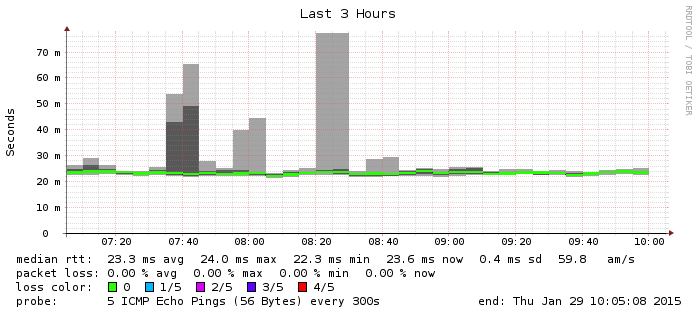 Last 3 Hours
RRDTOOL / TOBI OETIKER
Seconds
70 m
60 m
50 m
40 m
30 m
20 m
10 m
0
07:20 07:40 08:00 08:20 08:40 09:00 09:20 09:40 10:00
median rtt: 23.3 ms avg 24.0 ms max 22.3 ms min 23.6 ms now 0.4 ms sd 59.8 am/s
packet loss: 0.00 % avg 0.00 % max 0.00 % min 0.00 % now
loss color: 0 1/5 2/5 3/5 4/5
probe: 5 ICMP Echo Pings (56 Bytes) every 300s end: Thu Jan 29 10:05:08 2015